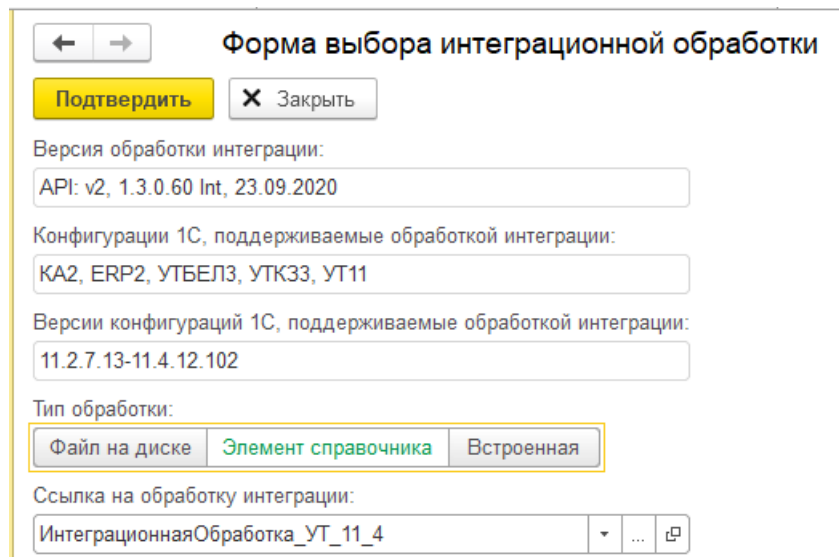 Форма выбора интеграционной обработки
Подтвердить Закрыть
Версия обработки интеграции:
API: v2, 1.3.0.60 Int, 23.09.2020
Конфигурации 1С, поддерживаемые обработкой интеграции:
КА2, ERP2, УТБЕЛ3, УТКЗ3, УТ11
Версии конфигураций 1С, поддерживаемые обработкой интеграции:
11.2.7.13-11.4.12.102
Тип обработки:
Файл на диске Элемент справочника Встроенная
Ссылка на обработку интеграции:
ИнтеграционнаяОбработка_УТ_11_4 ...